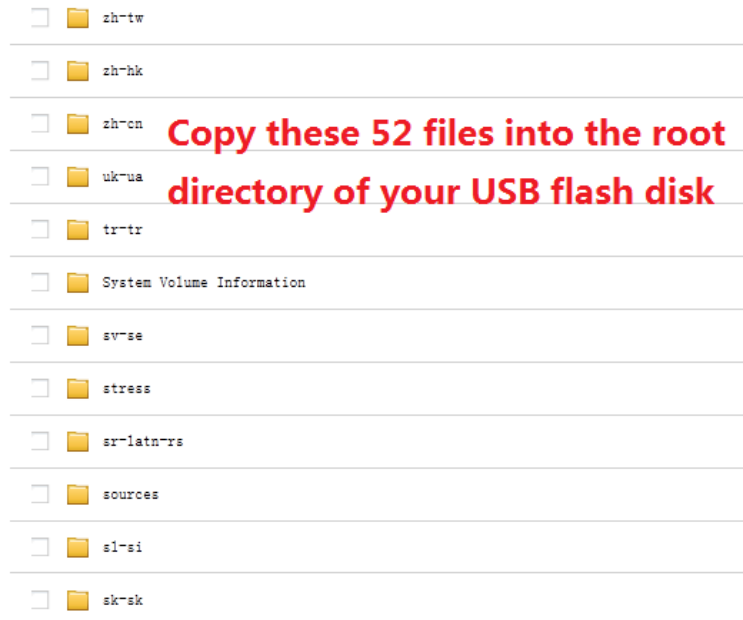 zh-tw
zh-hk
zh-cn
Copy these 52 files into the root
uk-ua
directory of your USB flash disk
tr-tr
System Volume Information
sv-se
stress
sr-latn-rs
sources
sl-si
sk-sk